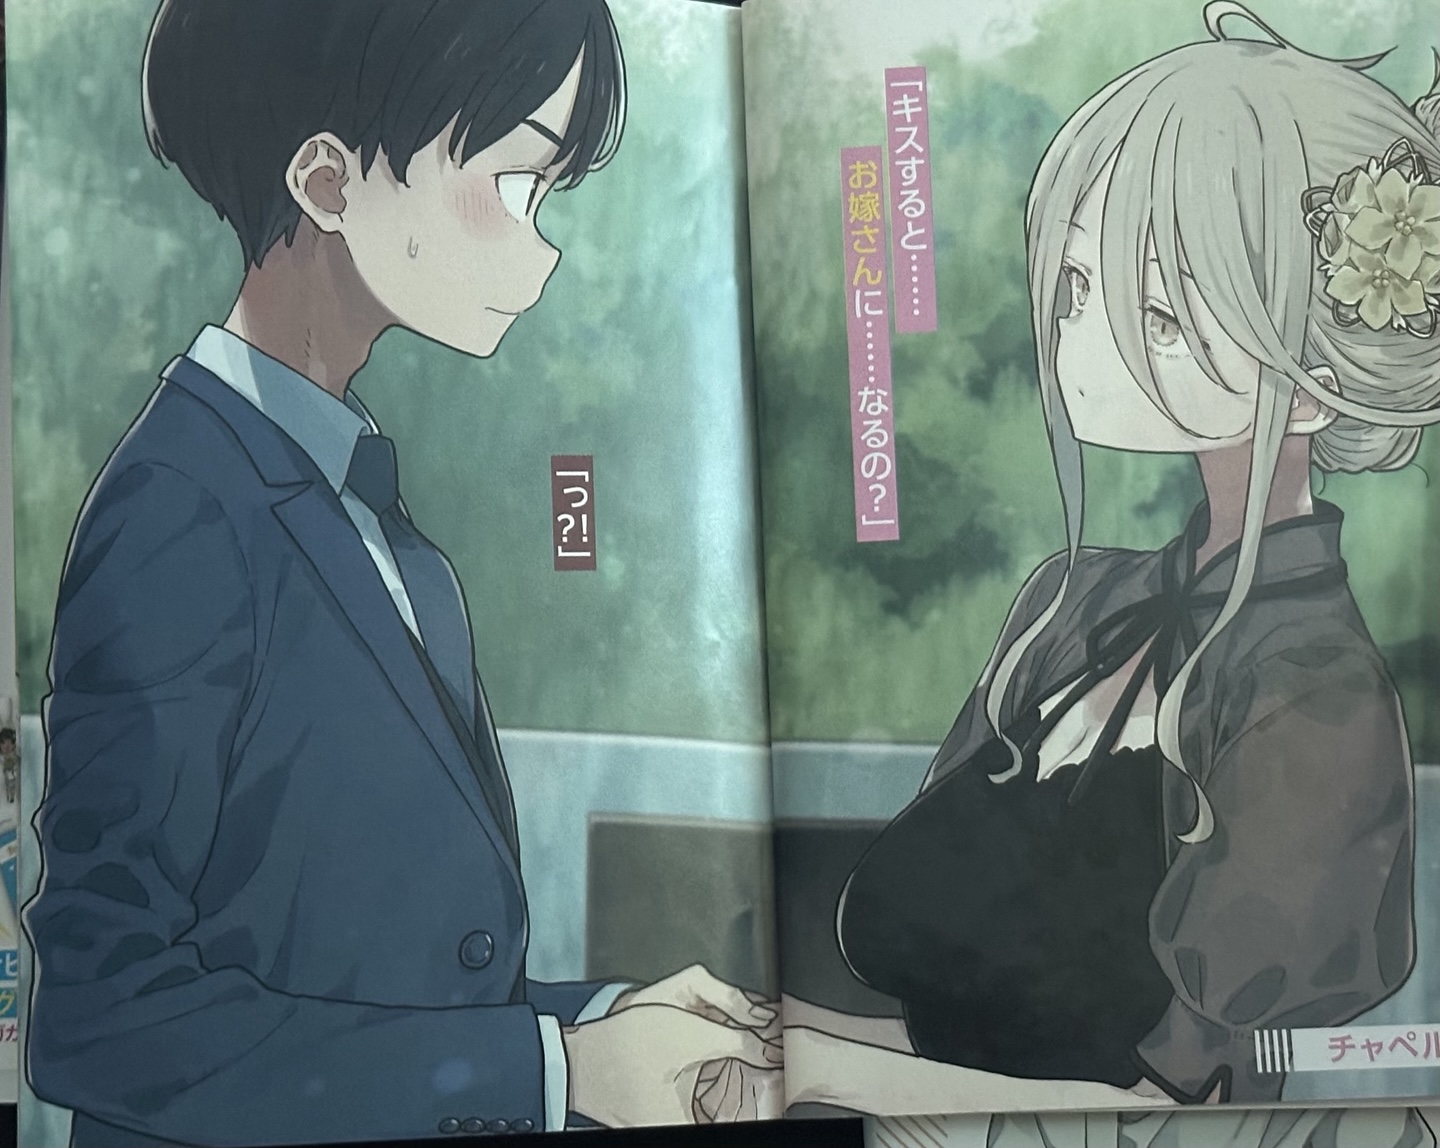 「キスすると……
お嫁さんに……なるの？」
「っ?!」
チャペル